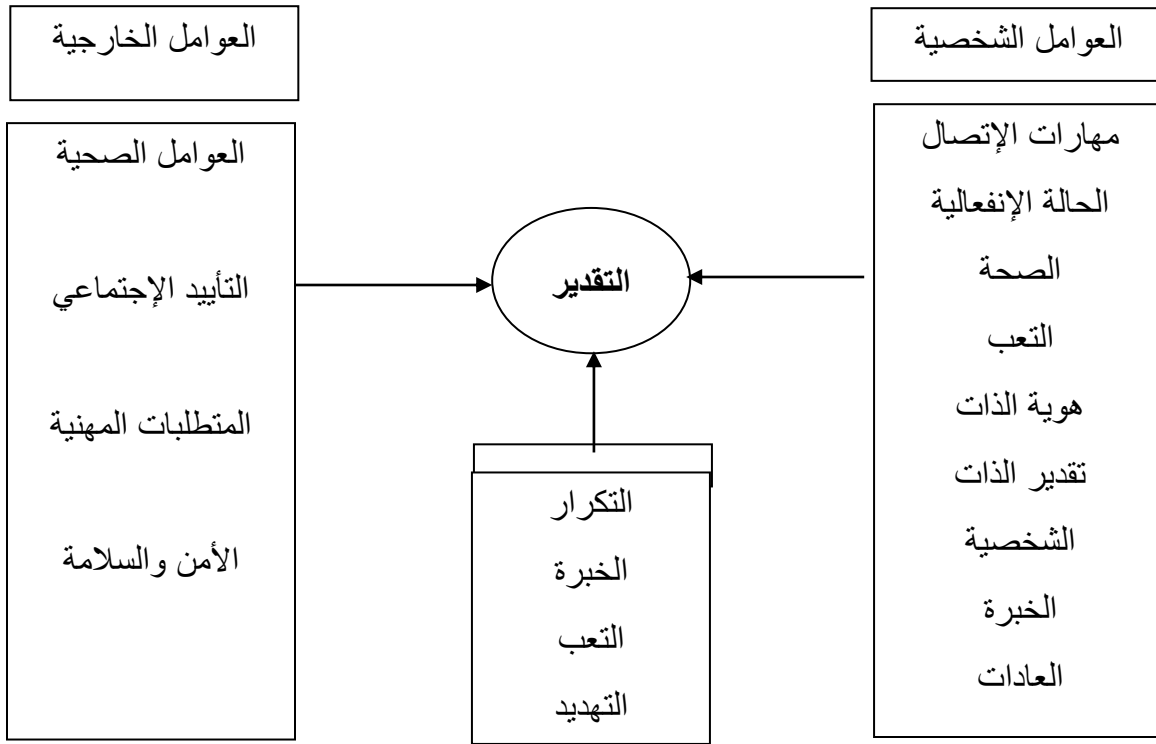 العوامل الشخصية
العوامل الخارجية
مهارات الإتصال
الحالة الإنفعالية
الصحة
التعب
هوية الذات
تقدير الذات
الشخصية
الخبرة
العادات
التقدير
التكرار
الخبرة
التعب
التهديد
العوامل الصحية
التأييد الإجتماعي
المتطلبات المهنية
الأمن والسلامة